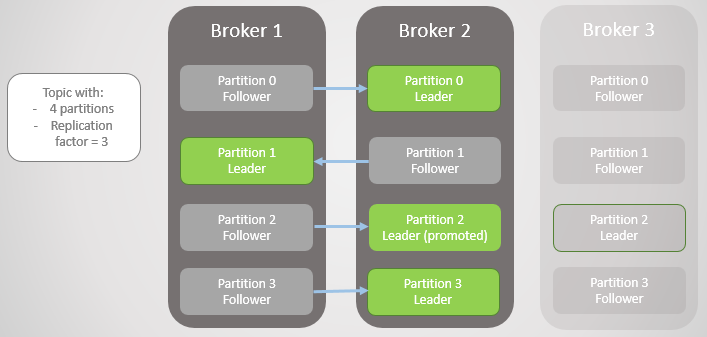 Broker 1
Broker 2
Broker 3
Topic with:
- 4 partitions
- Replication
factor = 3
Partition 0
Follower
Partition 0
Leader
Partition 0
Follower
Partition 1
Leader
Partition 1
Follower
Partition 1
Follower
Partition 2
Follower
Partition 2
Leader (promoted)
Partition 2
Leader
Partition 3
Follower
Partition 3
Leader
Partition 3
Follower